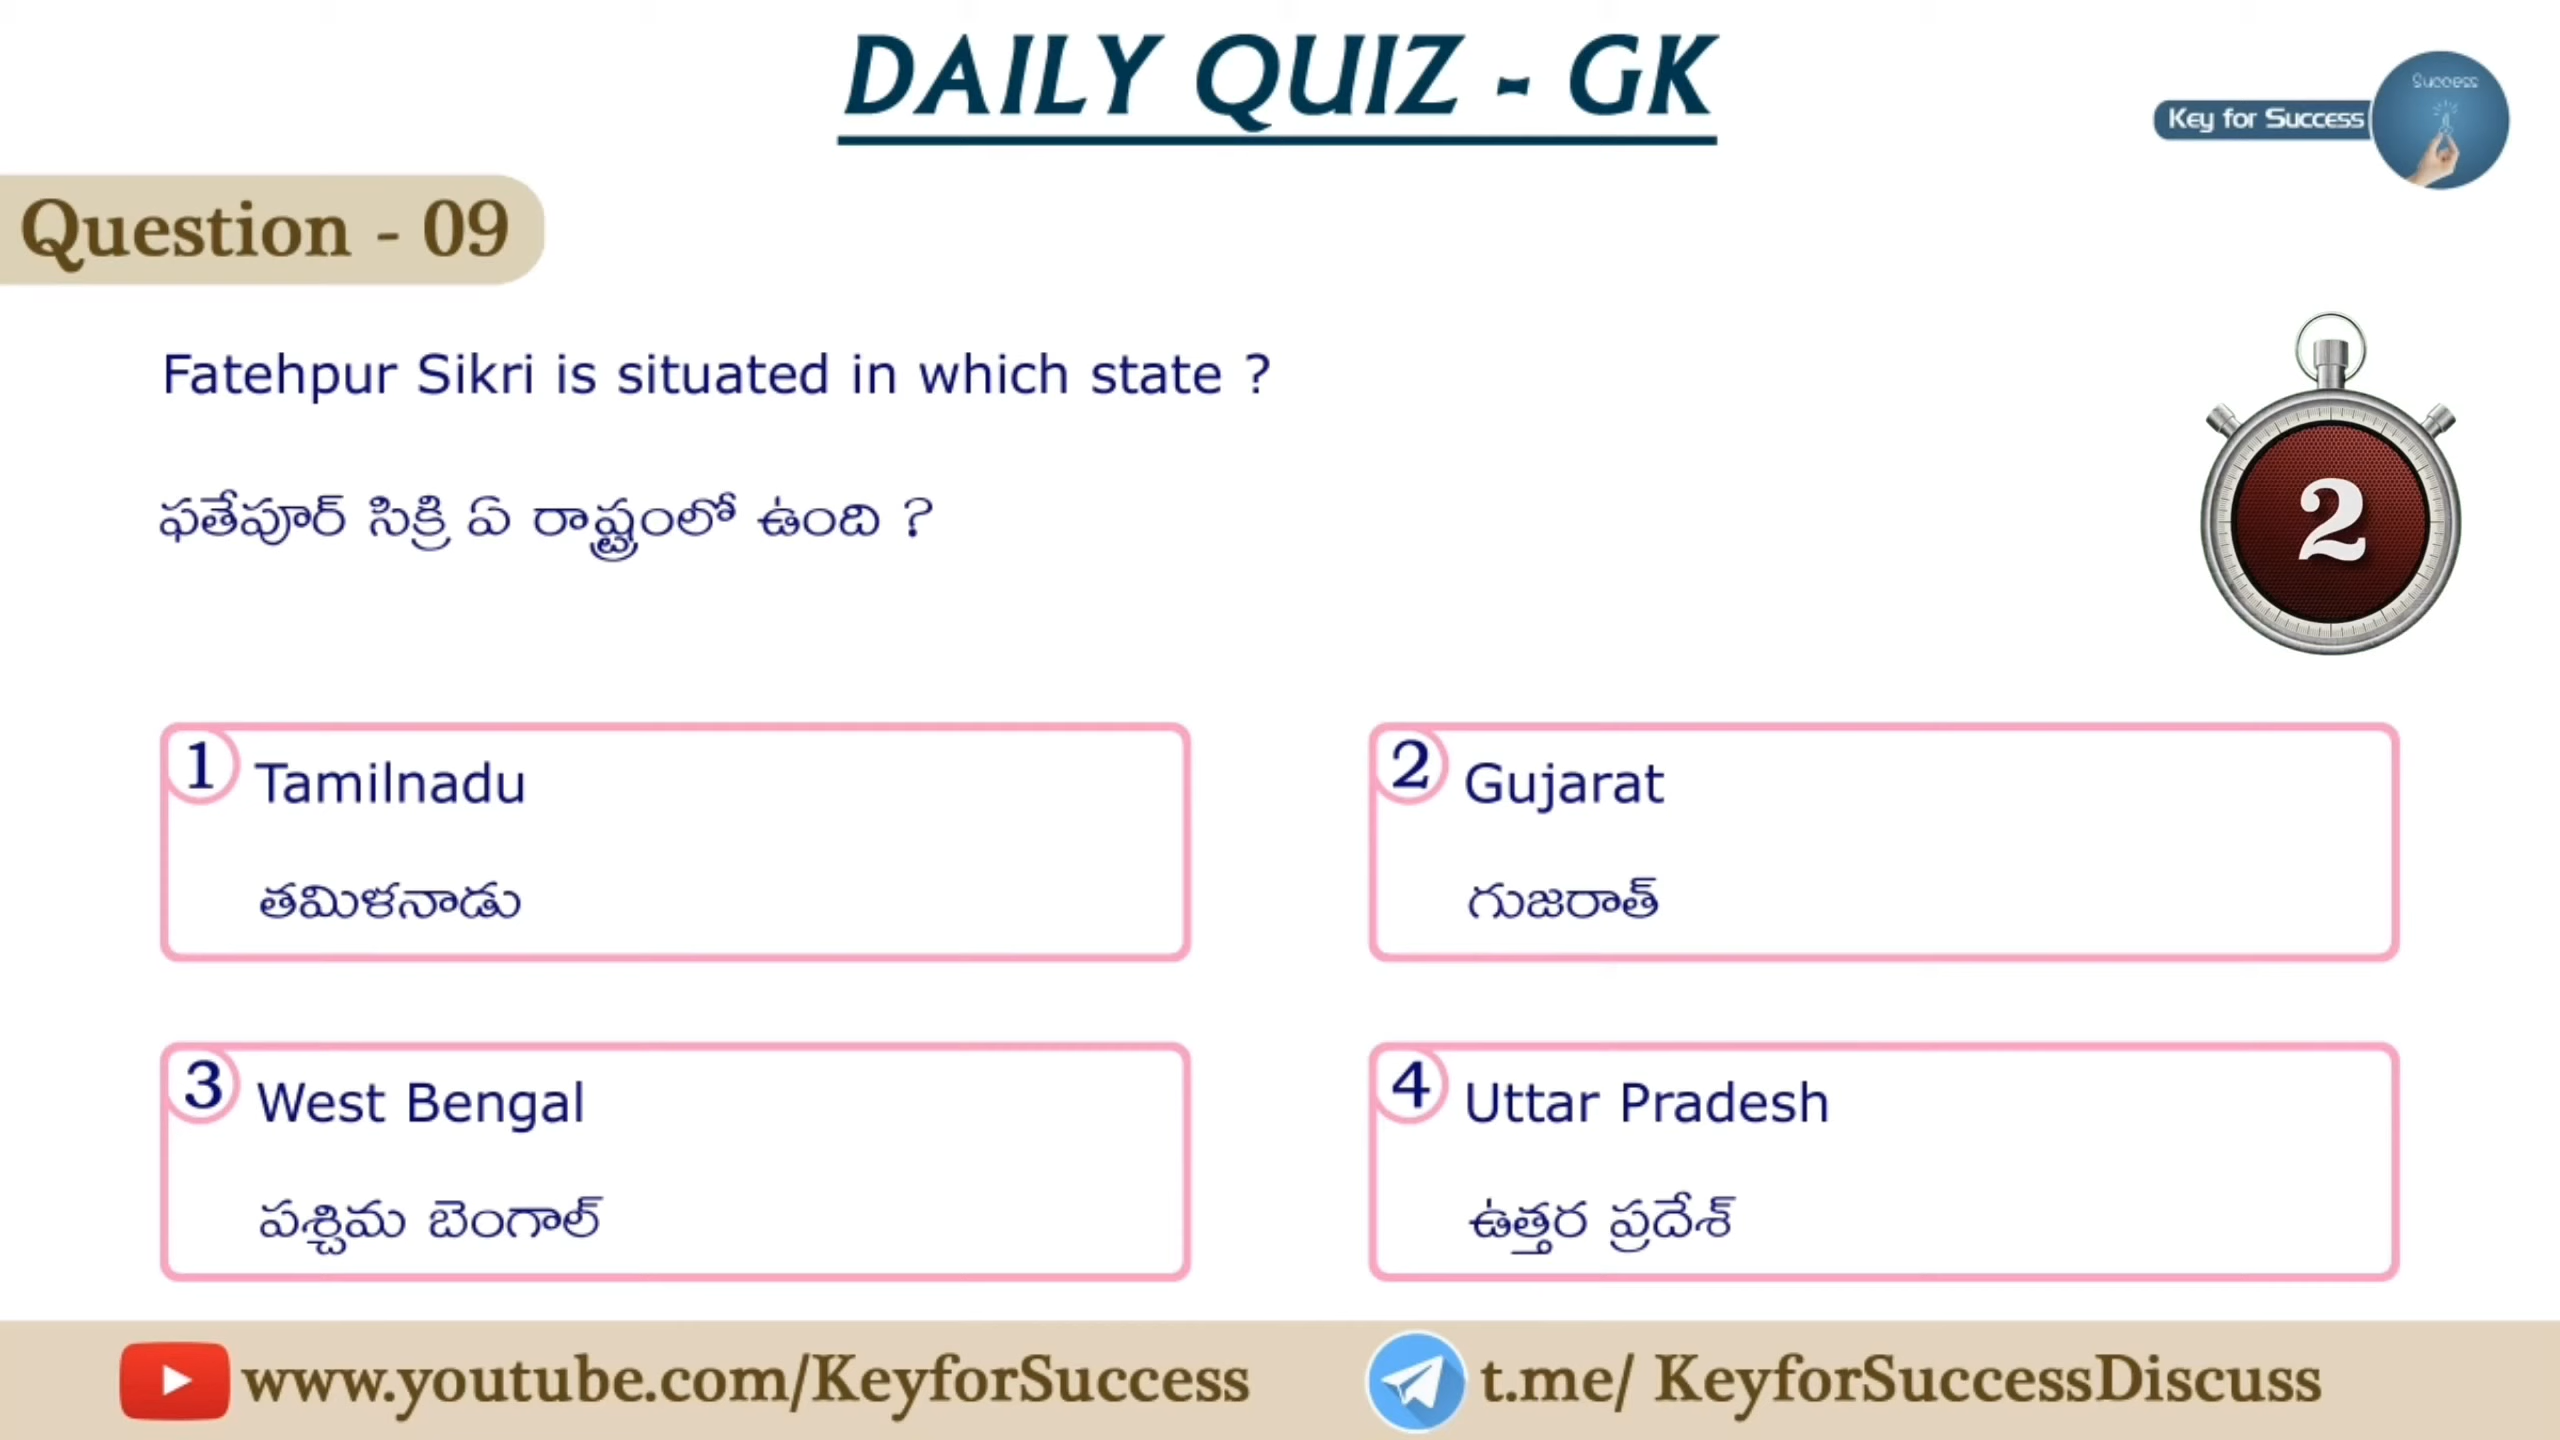 DAILY QUIZ - GK
Success
Key for Success
Question - 09
Fatehpur Sikri is situated in which state ?
ఫతేపూర్ సిక్రి ఏ రాష్ట్రంలో ఉంది ?
2
1 Tamilnadu
తమిళనాడు
2 Gujarat
గుజరాత్
3 West Bengal
పశ్చిమ బెంగాల్
4 Uttar Pradesh
ఉత్తర ప్రదేశ్
www.youtube.com/KeyforSuccess
t.me/ KeyforSuccessDiscuss